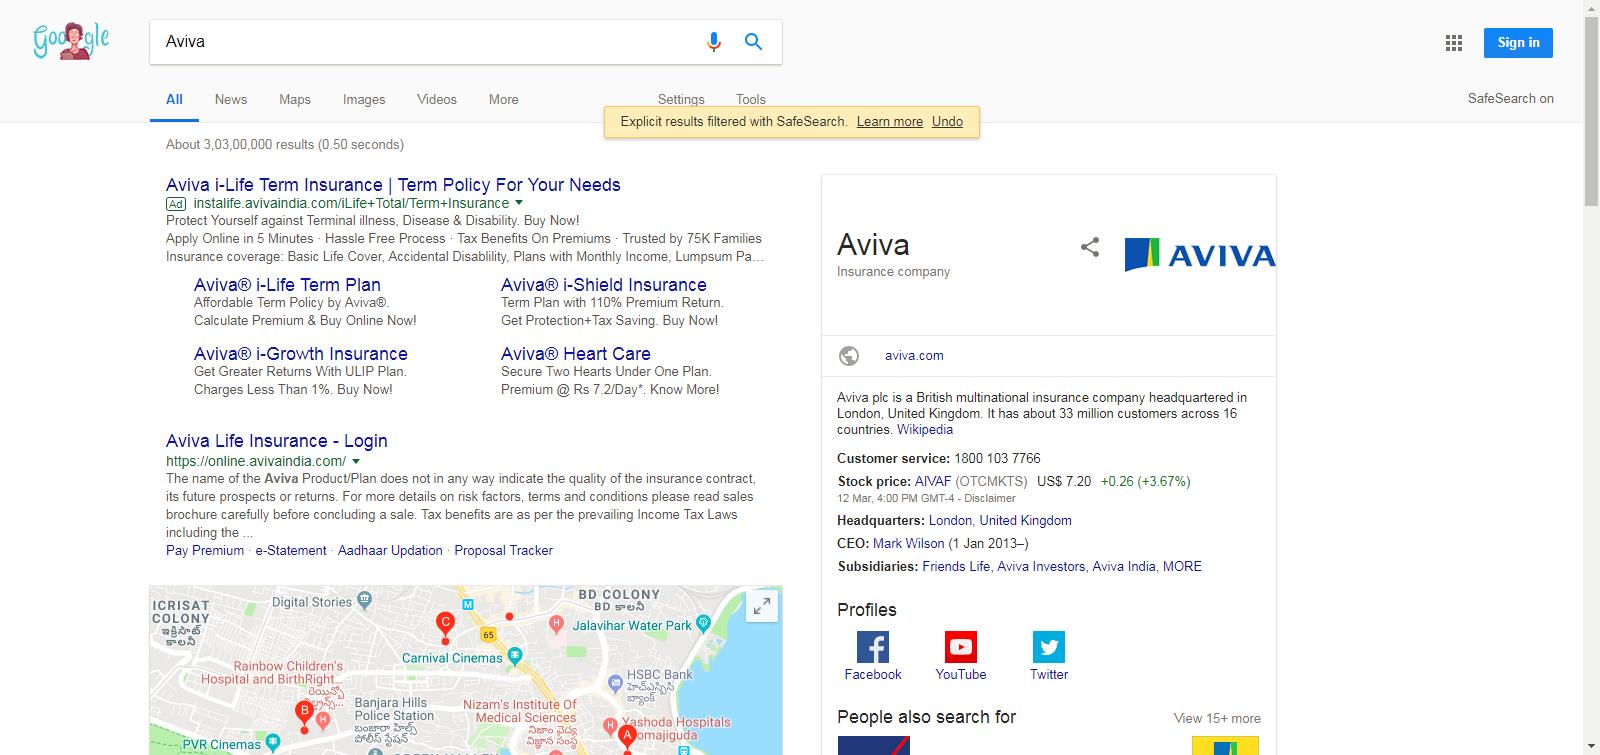 Google
Aviva
Sign in
All News Maps Images Videos More Settings Tools
SafeSearch on
Explicit results filtered with SafeSearch. Learn more Undo
About 3,03,00,000 results (0.50 seconds)
Aviva i-Life Term Insurance | Term Policy For Your Needs
Ad instalife.avivaindia.com/iLife+Total/Term+Insurance
Protect Yourself against Terminal illness, Disease & Disability. Buy Now!
Apply Online in 5 Minutes · Hassle Free Process · Tax Benefits On Premiums · Trusted by 75K Families
Insurance coverage: Basic Life Cover, Accidental Disablility, Plans with Monthly Income, Lumpsum Pa…
Aviva® i-Life Term Plan
Affordable Term Policy by Aviva®.
Calculate Premium & Buy Online Now!
Aviva® i-Shield Insurance
Term Plan with 110% Premium Return.
Get Protection+Tax Saving. Buy Now!
Aviva® i-Growth Insurance
Get Greater Returns With ULIP Plan.
Charges Less Than 1%. Buy Now!
Aviva® Heart Care
Secure Two Hearts Under One Plan.
Premium @ Rs 7.2/Day*. Know More!
Aviva Life Insurance - Login
https://online.avivaindia.com/
The name of the Aviva Product/Plan does not in any way indicate the quality of the insurance contract,
its future prospects or returns. For more details on risk factors, terms and conditions please read sales
brochure carefully before concluding a sale. Tax benefits are as per the prevailing Income Tax Laws
including the ...
Pay Premium · e-Statement · Aadhaar Updation · Proposal Tracker
ICRISAT
COLONY
ఇక్రిసాట్
కాలనీ
Digital Stories
M
BD COLONY
BD కాలనీ
C
65
H
Jalavihar Water Park
Carnival Cinemas
Rainbow Children's
Hospital and BirthRight...
HSBC Bank
హెచ్ఎస్బిసి
బ్యాంక్
B
H
Banjara Hills
Police Station
బంజారా హిల్స్
పోలీస్ స్టేషన్
Nizam's Institute Of
Medical Sciences
నిజాం వైద్య
విజ్ఞాన సంస్థ
H
Yashoda Hospitals
Somajiguda
A
PVR Cinemas
Aviva
Insurance company
AVIVA
aviva.com
Aviva plc is a British multinational insurance company headquartered in
London, United Kingdom. It has about 33 million customers across 16
countries. Wikipedia
Customer service: 1800 103 7766
Stock price: AIVAF (OTCMKTS) US$ 7.20 +0.26 (+3.67%)
12 Mar, 4:00 PM GMT-4 - Disclaimer
Headquarters: London, United Kingdom
CEO: Mark Wilson (1 Jan 2013–)
Subsidiaries: Friends Life, Aviva Investors, Aviva India, MORE
Profiles
Facebook YouTube Twitter
People also search for View 15+ more